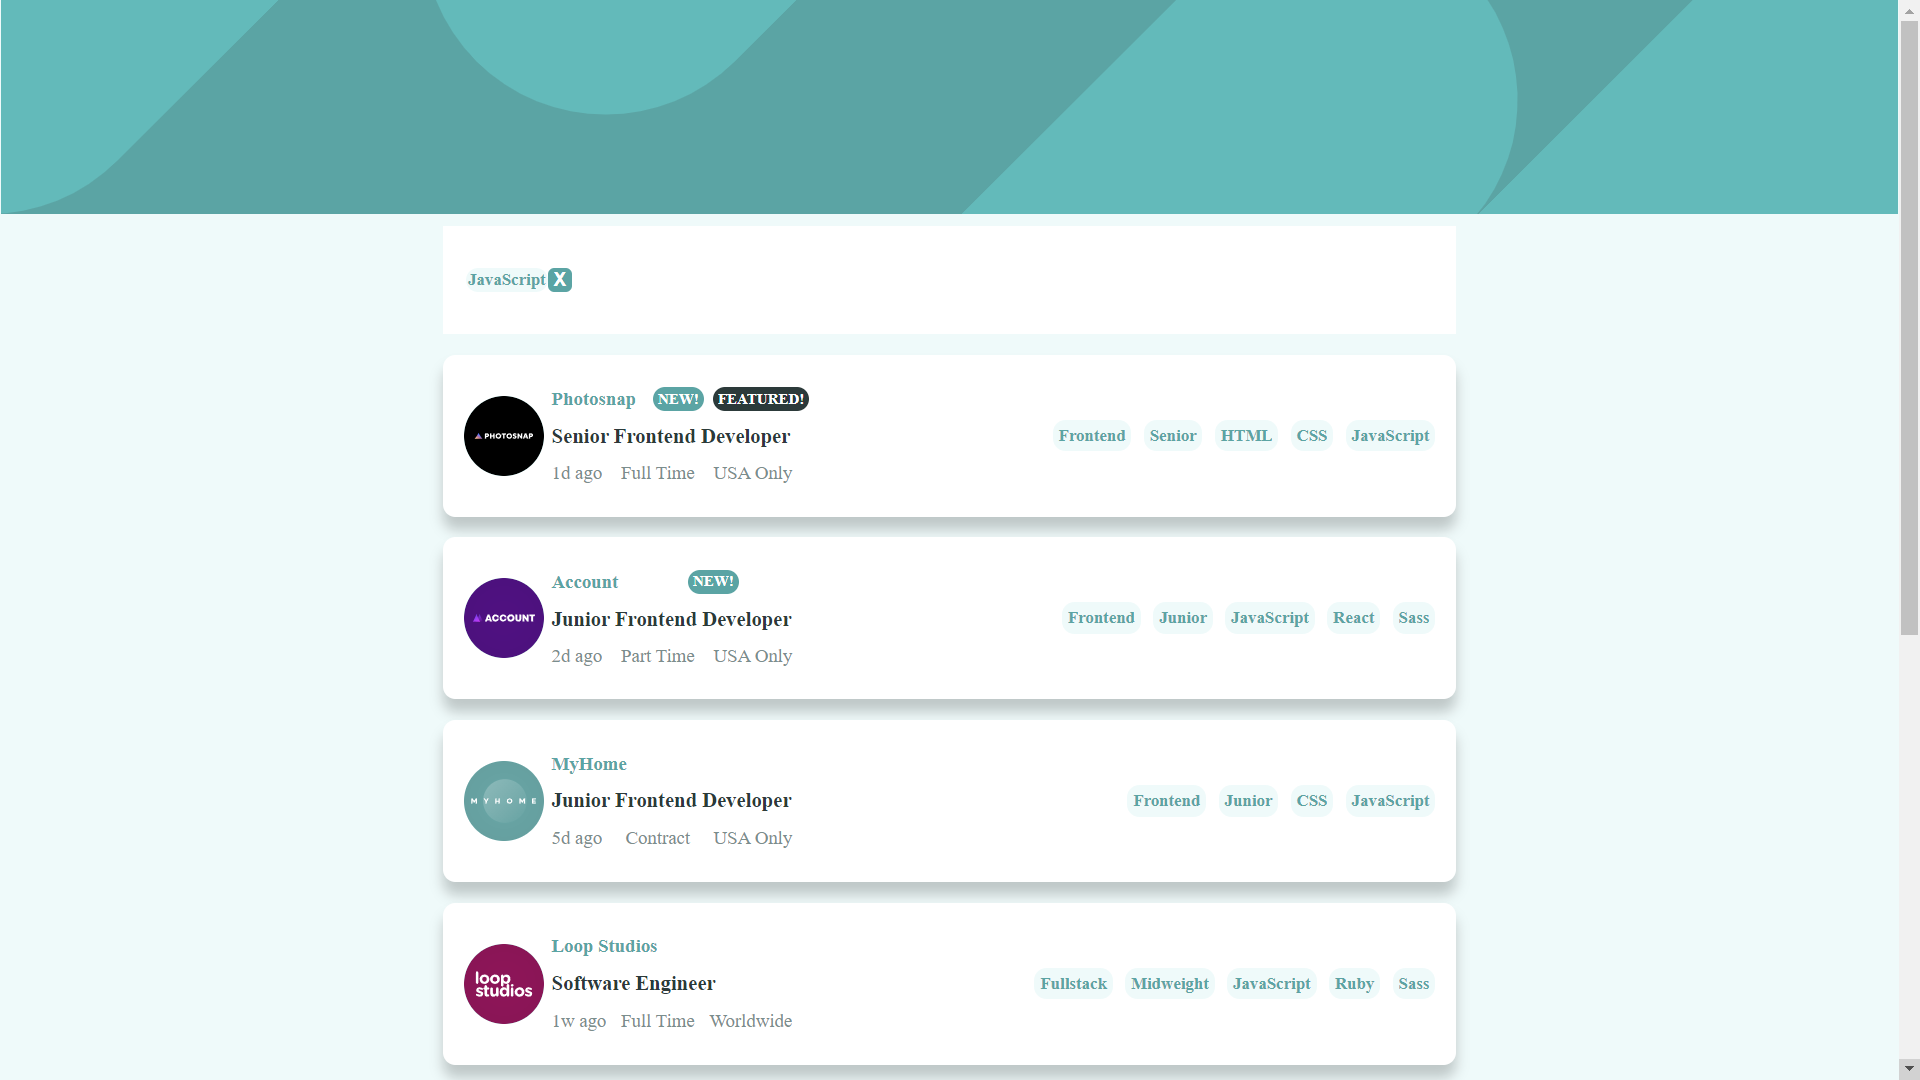 JavaScript X
Photosnap NEW! FEATURED!
PHOTOSNAP
Senior Frontend Developer
Frontend Senior HTML CSS JavaScript
1d ago Full Time USA Only
Account NEW!
ACCOUNT
Junior Frontend Developer
Frontend Junior JavaScript React Sass
2d ago Part Time USA Only
MyHome
MYHOME
Junior Frontend Developer
Frontend Junior CSS JavaScript
5d ago Contract USA Only
Loop Studios
loop
studios
Software Engineer
Fullstack Midweight JavaScript Ruby Sass
1w ago Full Time Worldwide